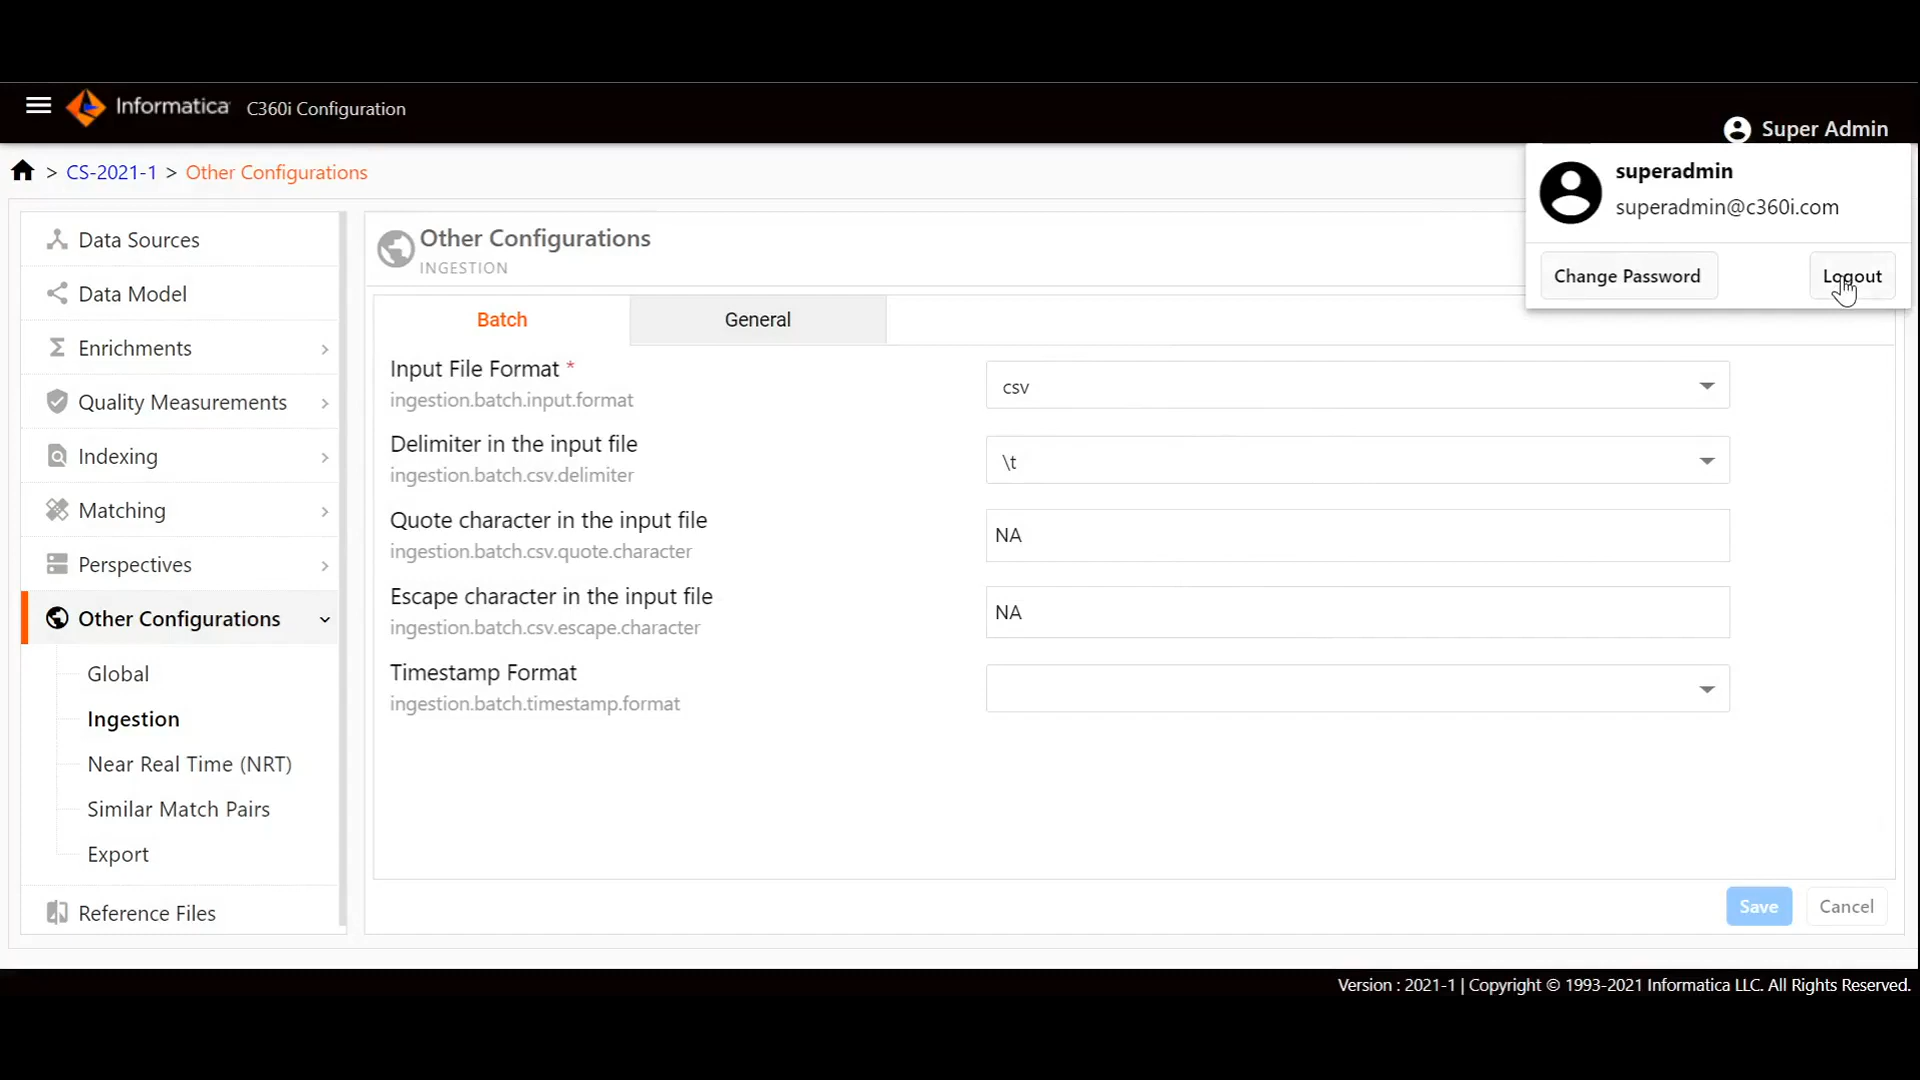 Informatica C360i Configuration
Super Admin
> CS-2021-1 > Other Configurations
superadmin
superadmin@c360i.com
Change Password
Logout
Data Sources
Data Model
Enrichments
Quality Measurements
Indexing
Matching
Perspectives
Other Configurations
Global
Ingestion
Near Real Time (NRT)
Similar Match Pairs
Export
Reference Files
Other Configurations
INGESTION
Batch
General
Input File Format *
ingestion.batch.input.format
csv
Delimiter in the input file
ingestion.batch.csv.delimiter
\t
Quote character in the input file
ingestion.batch.csv.quote.character
NA
Escape character in the input file
ingestion.batch.csv.escape.character
NA
Timestamp Format
ingestion.batch.timestamp.format
Save
Cancel
Version : 2021-1 | Copyright © 1993-2021 Informatica LLC. All Rights Reserved.